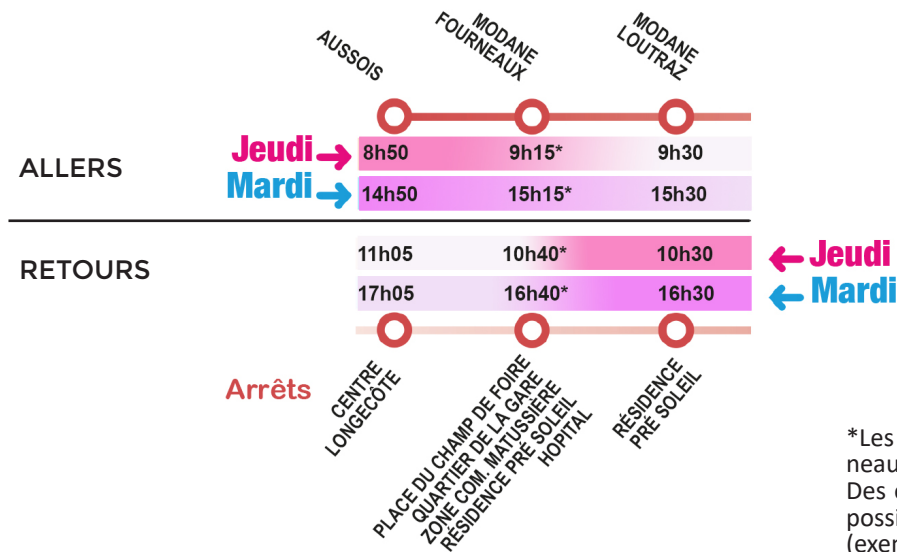 AUSSOIS
MODANE
FOURNEAUX
MODANE
LOUTRAZ
ALLERS
Jeudi 8h50 9h15* 9h30
Mardi 14h50 15h15* 15h30
RETOURS
11h05 10h40* 10h30 Jeudi
17h05 16h40* 16h30 Mardi
Arrêts
CENTRE
LONGECÔTE
PLACE DU CHAMP DE FOIRE
QUARTIER DE LA GARE
ZONE COM. MATUSSIÈRE
RÉSIDENCE PRÉ SOLEIL
HOPITAL
RÉSIDENCE
PRÉ SOLEIL
*Les
neau
Des
possi
(exer